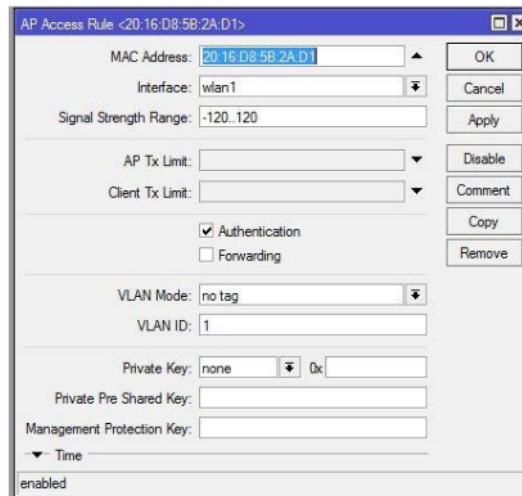 AP Access Rule <20:16:D8:5B:2A:D1>
MAC Address: 20:16:D8:5B:2A:D1
OK
Interface: wlan1
Cancel
Signal Strength Range: -120..120
Apply
AP Tx Limit:
Disable
Client Tx Limit:
Comment
Authentication
Copy
Forwarding
Remove
VLAN Mode: no tag
VLAN ID: 1
Private Key: none 0x
Private Pre Shared Key:
Management Protection Key:
Time
enabled